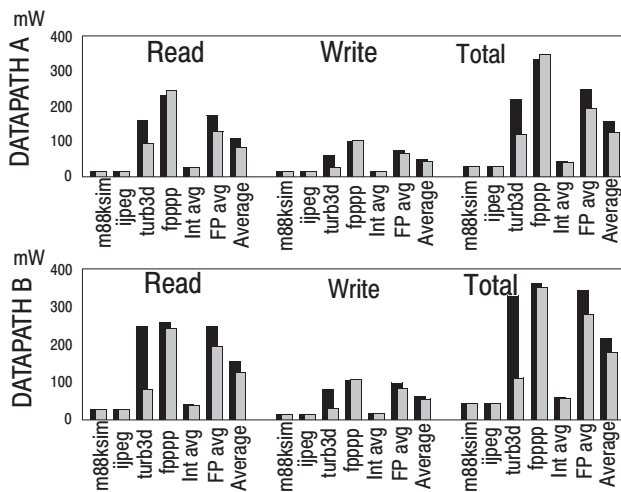 mW
DATAPATH A
400
300
200
100
0
Read
Write
Total
m88ksim
ijpeg
turb3d
fpppp
Int avg
FP avg
Average
m88ksim
ijpeg
turb3d
fpppp
Int avg
FP avg
Average
m88ksim
ijpeg
turb3d
fpppp
Int avg
FP avg
Average
mW
DATAPATH B
400
300
200
100
0
Read
Write
Total
m88ksim
ijpeg
turb3d
fpppp
Int avg
FP avg
Average
m88ksim
ijpeg
turb3d
fpppp
Int avg
FP avg
Average
m88ksim
ijpeg
turb3d
fpppp
Int avg
FP avg
Average